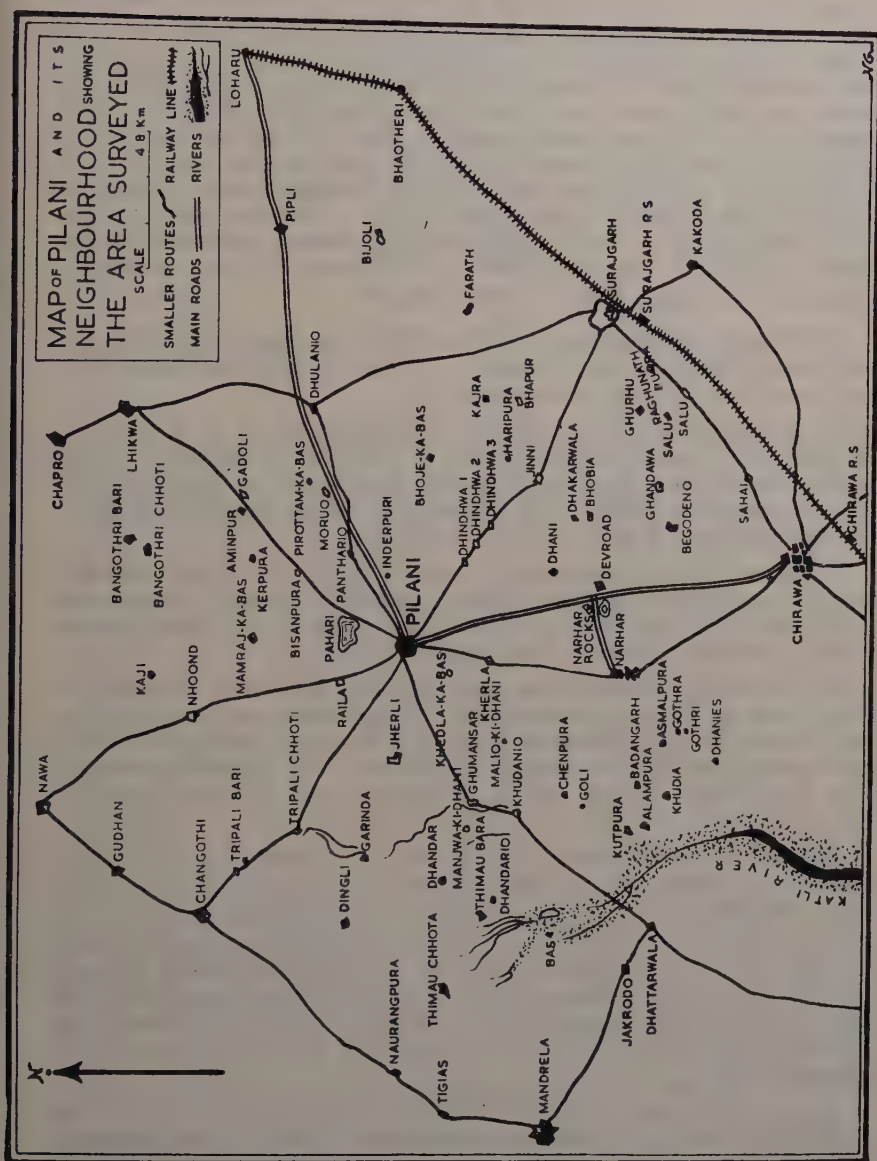 MAP OF PILANI AND ITS
NEIGHBOURHOOD SHOWING
THE AREA SURVEYED
SCALE 4·8 Km
SMALLER ROUTES RAILWAY LINE
MAIN ROADS RIVERS
N
CHAPRO
LHIKWA
BANGOTHRI BARI
BANGOTHRI CHHOTI
KAJI
NHOOND
NAWA
GUDHAN
CHANGOTHI
TRIPALI BARI
TRIPALI CHHOTI
AMINPUR
GADOLI
KERPURA
MAMRAJ-KA-BAS
BISANPURA
PIROTTAM-KA-BAS
MORUO
PANTHARIO
PAHARI
RAILA
DHULANIO
PIPLI
LOHARU
BHAOTHERI
BIJOLI
FARATH
INDERPURI
PILANI
JHERLI
GARINDA
DINGLI
NAURANGPURA
TIGIAS
MANDRELA
THIMAU CHHOTA
DHANDAR
MANJWA-KI-DHANI
THIMAU BARA
DHANDARIO
KHEDLA-KA-BAS
GHUMANSAR
KHERLA
MALIO-KI-DHANI
KHUDANIO
BHOJE-KA-BAS
DHINDHWA 1
DHINDHWA 2
DHINDHWA 3
KAJRA
HARIPURA
BHAPUR
JINNI
SURAJGARH
SURAJGARH R S
KAKODA
DHANI
DHAKARWALA
BHOBIA
DEVROAD
NARHAR
ROCKS
NARHAR
GHURHU
RAGHUNATH
PURA
SALU
SALU
GHANDAWA
BEGODENO
SAHAI
CHIRAWA
CHIRAWA R.S
CHENPURA
GOLI
BADANGARH
ASMALPURA
GOTHRA
GOTHRI
DHANIES
KUTPURA
ALAMPURA
KHUDIA
BAS
JAKRODO
DHATTARWALA
KATLI RIVER